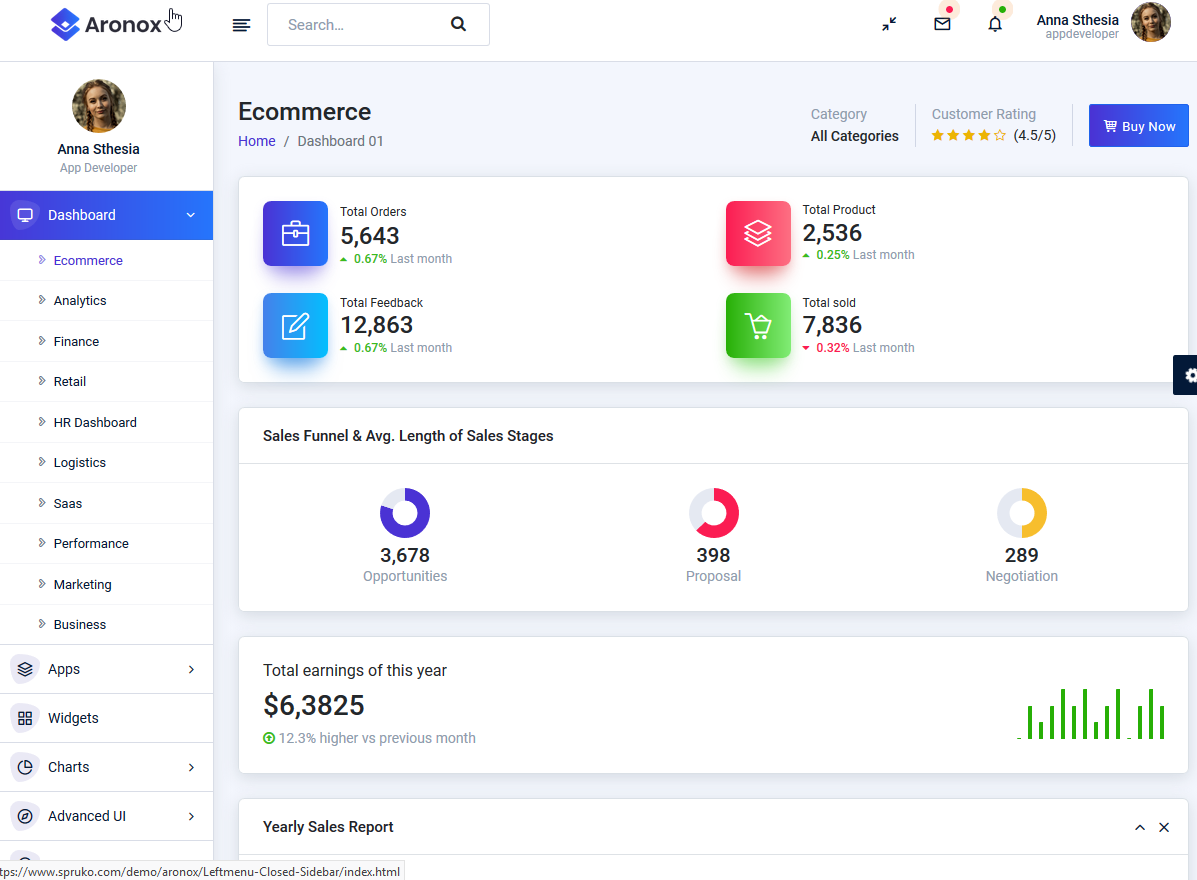 Aronox
Search...
Anna Sthesia
appdeveloper
Anna Sthesia
App Developer
Dashboard
Ecommerce
Analytics
Finance
Retail
HR Dashboard
Logistics
Saas
Performance
Marketing
Business
Apps
Widgets
Charts
Advanced UI
Ecommerce
Home / Dashboard 01
Category
All Categories
Customer Rating
(4.5/5)
Buy Now
Total Orders
5,643
0.67% Last month
Total Product
2,536
0.25% Last month
Total Feedback
12,863
0.67% Last month
Total sold
7,836
0.32% Last month
Sales Funnel & Avg. Length of Sales Stages
3,678
Opportunities
398
Proposal
289
Negotiation
Total earnings of this year
$6,3825
12.3% higher vs previous month
Yearly Sales Report
tps://www.spruko.com/demo/aronox/Leftmenu-Closed-Sidebar/index.html